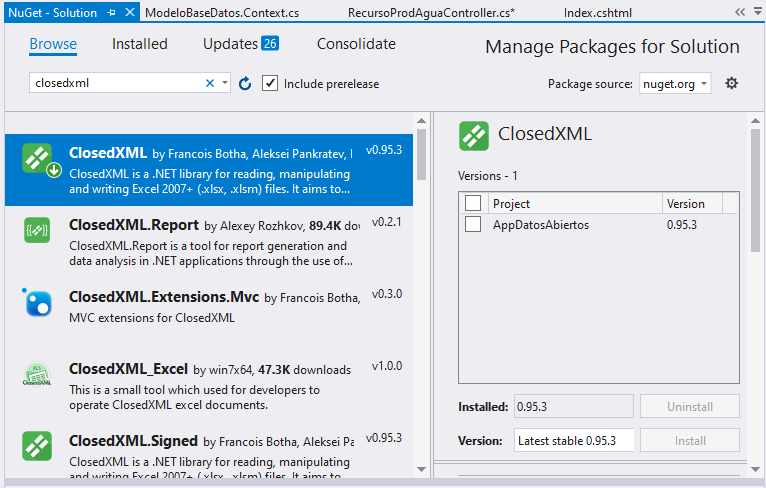 NuGet - Solution
ModeloBaseDatos.Context.cs
RecursoProdAguaController.cs*
Index.cshtml
Browse
Installed
Updates 26
Consolidate
Manage Packages for Solution
closedxml
Include prerelease
Package source: nuget.org
ClosedXML by Francois Botha, Aleksei Pankratev,
v0.95.3
ClosedXML is a .NET library for reading, manipulating
and writing Excel 2007+ (.xlsx, .xlsm) files. It aims to...
ClosedXML.Report by Alexey Rozhkov, 89.4K
v0.2.1
ClosedXML.Report is a tool for report generation and
data analysis in .NET applications through the use of...
ClosedXML.Extensions.Mvc by Francois Botha,
v0.3.0
MVC extensions for ClosedXML
ClosedXML_Excel by win7x64, 47.3K downloads
v1.0.0
This is a small tool which used for developers to
operate ClosedXML excel documents.
ClosedXML.Signed by Francois Botha, Aleksei
v0.95.3
ClosedXML is a .NET library for reading, manipulating
and writing Excel 2007+ (.xlsx, .xlsm) files. It aims to...
ClosedXML
Versions - 1
Project Version
AppDatosAbiertos 0.95.3
Installed: 0.95.3 Uninstall
Version: Latest stable 0.95.3 Install